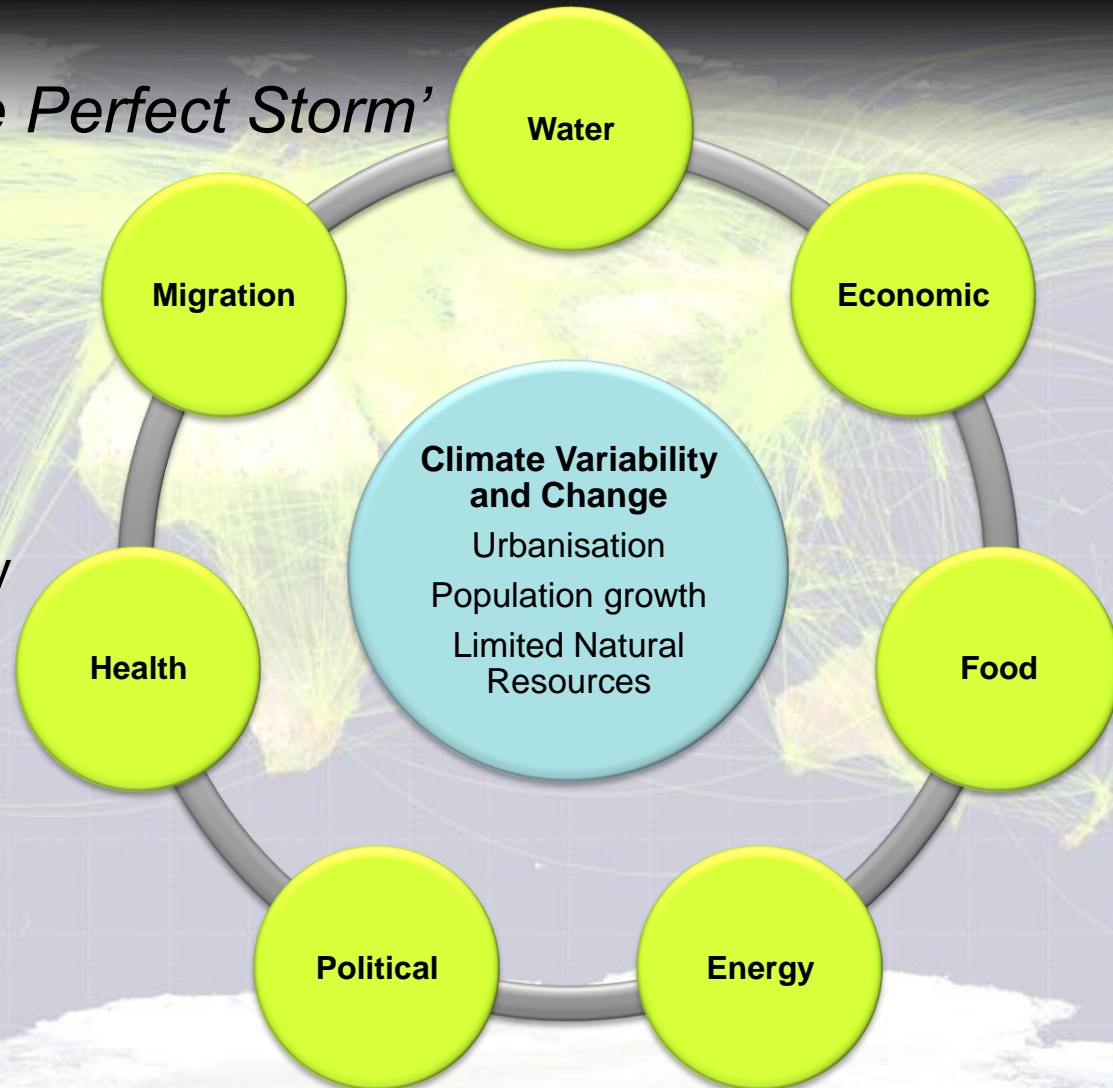 Perfect Storm’
Water
Migration
Economic
Climate Variability
and Change
Urbanisation
Population growth
Limited Natural
Resources
Health
Food
Political
Energy